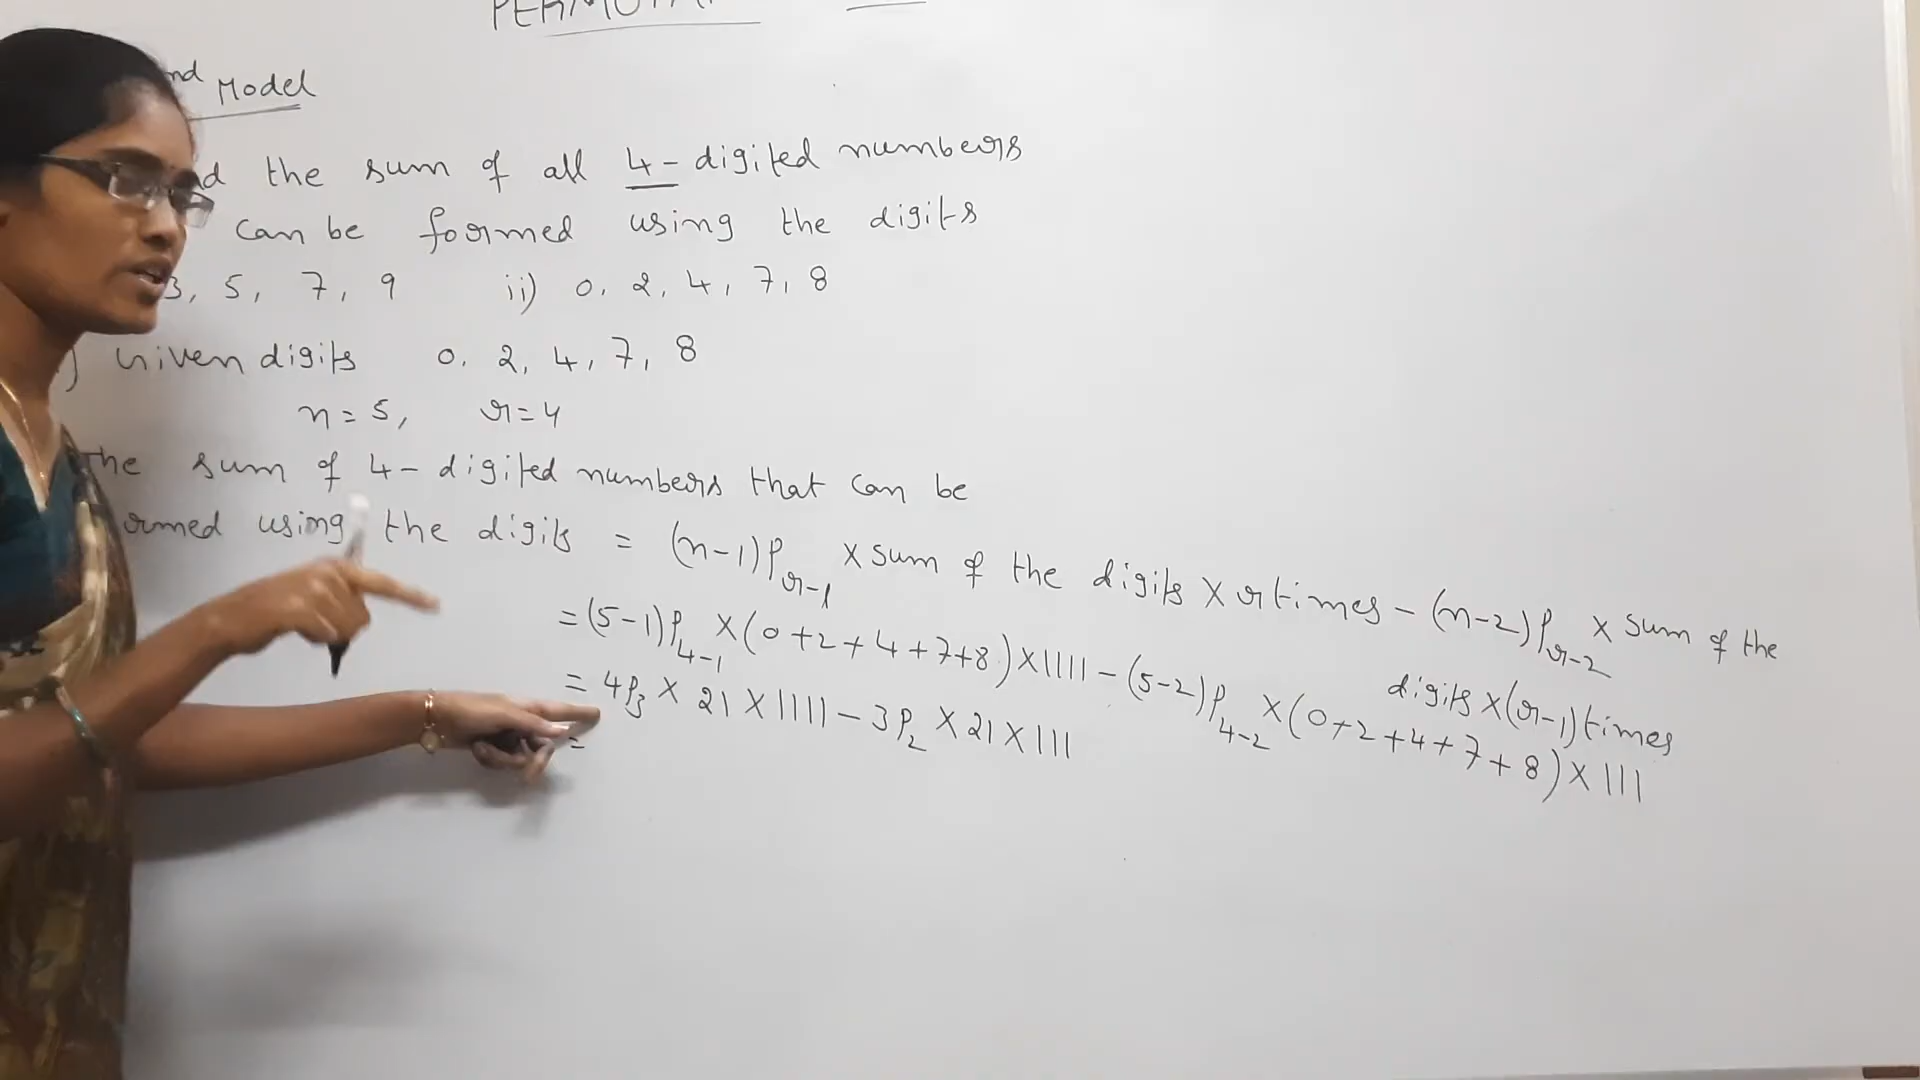 nd Model
the sum of all 4-digited numbers
can be formed using the digits
3, 5, 7, 9 ii) 0, 2, 4, 7, 8
) Given digits 0, 2, 4, 7, 8
n = 5, r = 4
The sum of 4-digited numbers that can be
ormed using the digits = (n-1)P_{r-1} × sum of the digits × r times - (n-2)P_{r-2} × sum of the
digits × (r-1) times
= (5-1)P_{4-1} × (0+2+4+7+8) × 1111 - (5-2)P_{4-2} × (0+2+4+7+8) × 111
= 4P_3 × 21 × 1111 - 3P_2 × 21 × 111
=